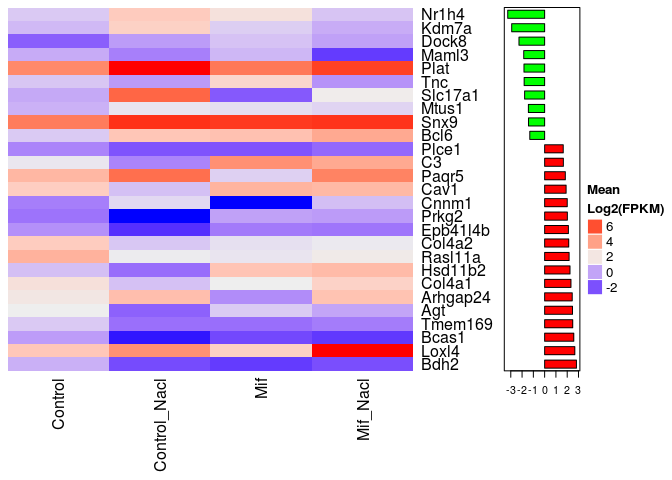 Nr1h4
Kdm7a
Dock8
Maml3
Plat
Tnc
Slc17a1
Mtus1
Snx9
Bcl6
Plce1
C3
Paqr5
Cav1
Cnnm1
Prkg2
Epb41l4b
Col4a2
Rasl11a
Hsd11b2
Col4a1
Arhgap24
Agt
Tmem169
Bcas1
Loxl4
Bdh2
Control
Control_Nacl
Mif
Mif_Nacl
-3 -2 -1 0 1 2 3
Mean
Log2(FPKM)
6
4
2
0
-2